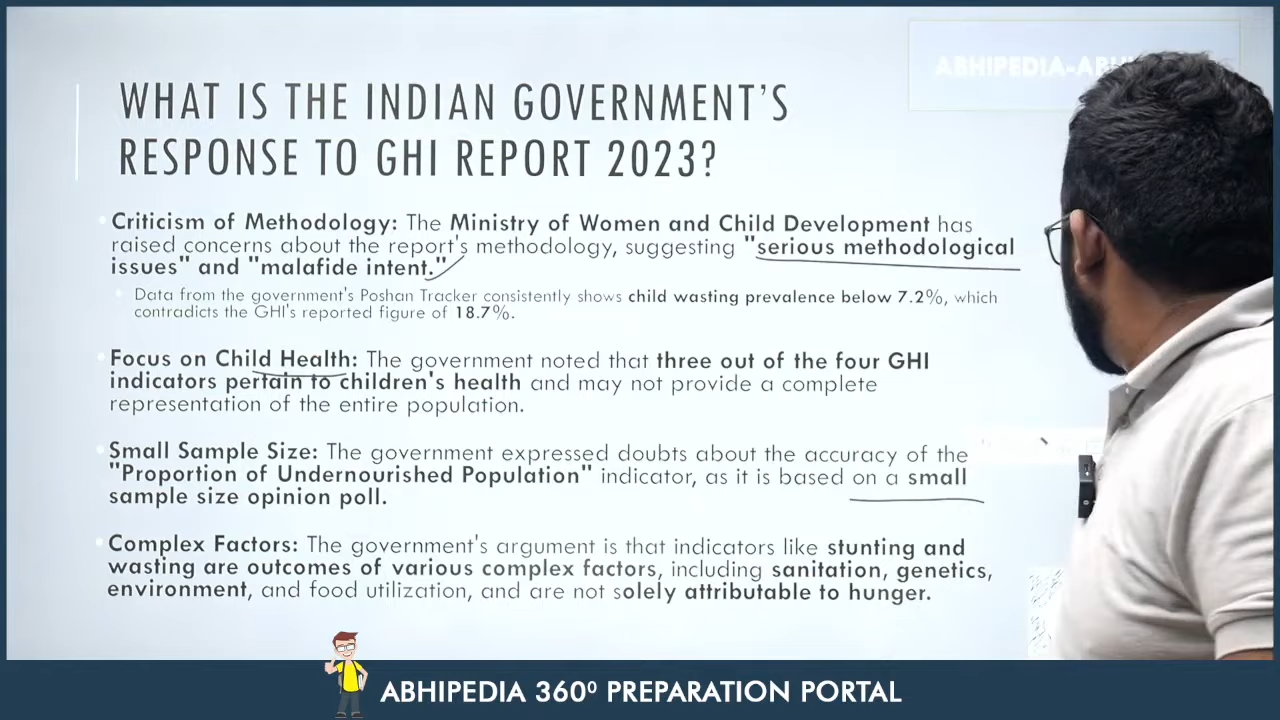 ABHIPEDIA-ABHI
WHAT IS THE INDIAN GOVERNMENT'S
RESPONSE TO GHI REPORT 2023?
Criticism of Methodology: The Ministry of Women and Child Development has
raised concerns about the report's methodology, suggesting "serious methodological
issues" and "malafide intent."
Data from the government's Poshan Tracker consistently shows child wasting prevalence below 7.2%, which
contradicts the GHI's reported figure of 18.7%.
Focus on Child Health: The government noted that three out of the four GHI
indicators pertain to children's health and may not provide a complete
representation of the entire population.
Small Sample Size: The government expressed doubts about the accuracy of the
"Proportion of Undernourished Population" indicator, as it is based on a small
sample size opinion poll.
Complex Factors: The government's argument is that indicators like stunting and
wasting are outcomes of various complex factors, including sanitation, genetics,
environment, and food utilization, and are not solely attributable to hunger.
ABHIPEDIA 360⁰ PREPARATION PORTAL